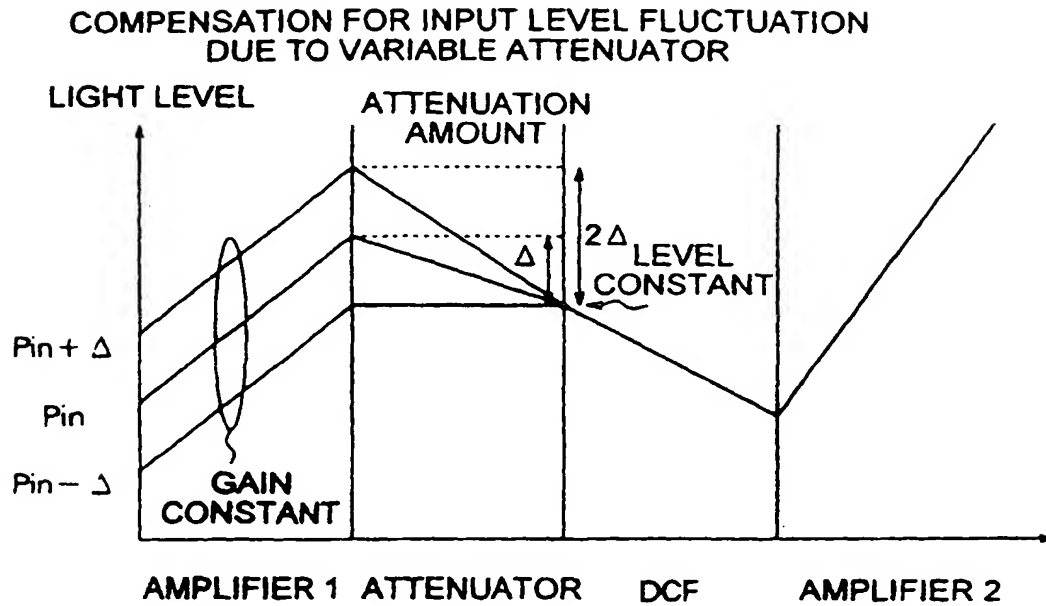 COMPENSATION FOR INPUT LEVEL FLUCTUATION
DUE TO VARIABLE ATTENUATOR
LIGHT LEVEL
ATTENUATION
AMOUNT
2Δ
Δ
LEVEL
CONSTANT
Pin + Δ
Pin
Pin - Δ
GAIN
CONSTANT
AMPLIFIER 1
ATTENUATOR
DCF
AMPLIFIER 2